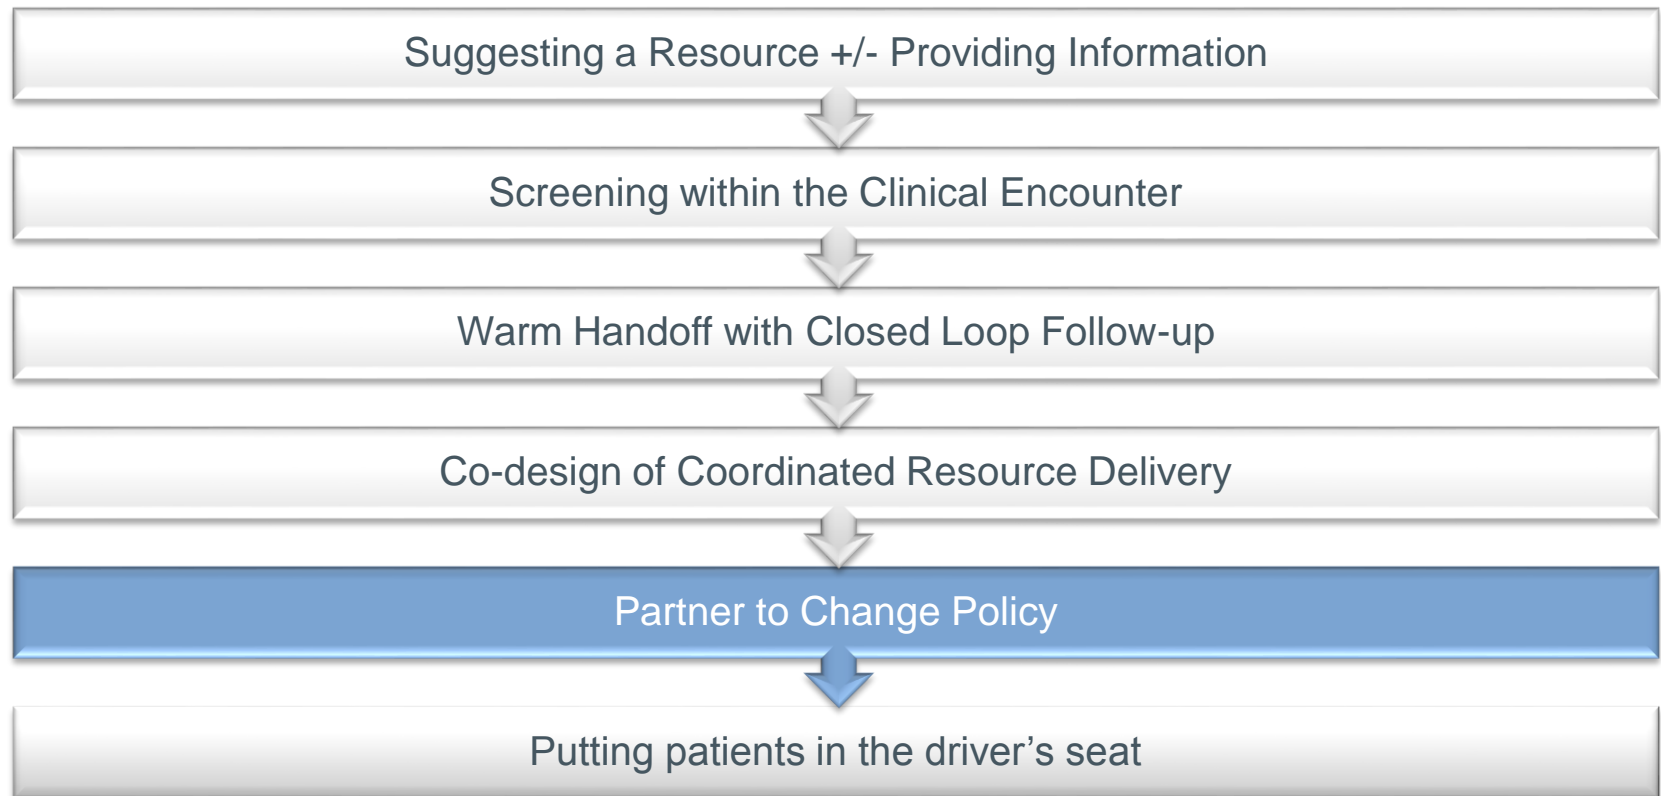 Suggesting a Resource +/- Providing Information
Screening within the Clinical Encounter
Warm Handoff with Closed Loop Follow-up
Co-design of Coordinated Resource Delivery
Partner to Change Policy
Putting patients in the driver’s seat